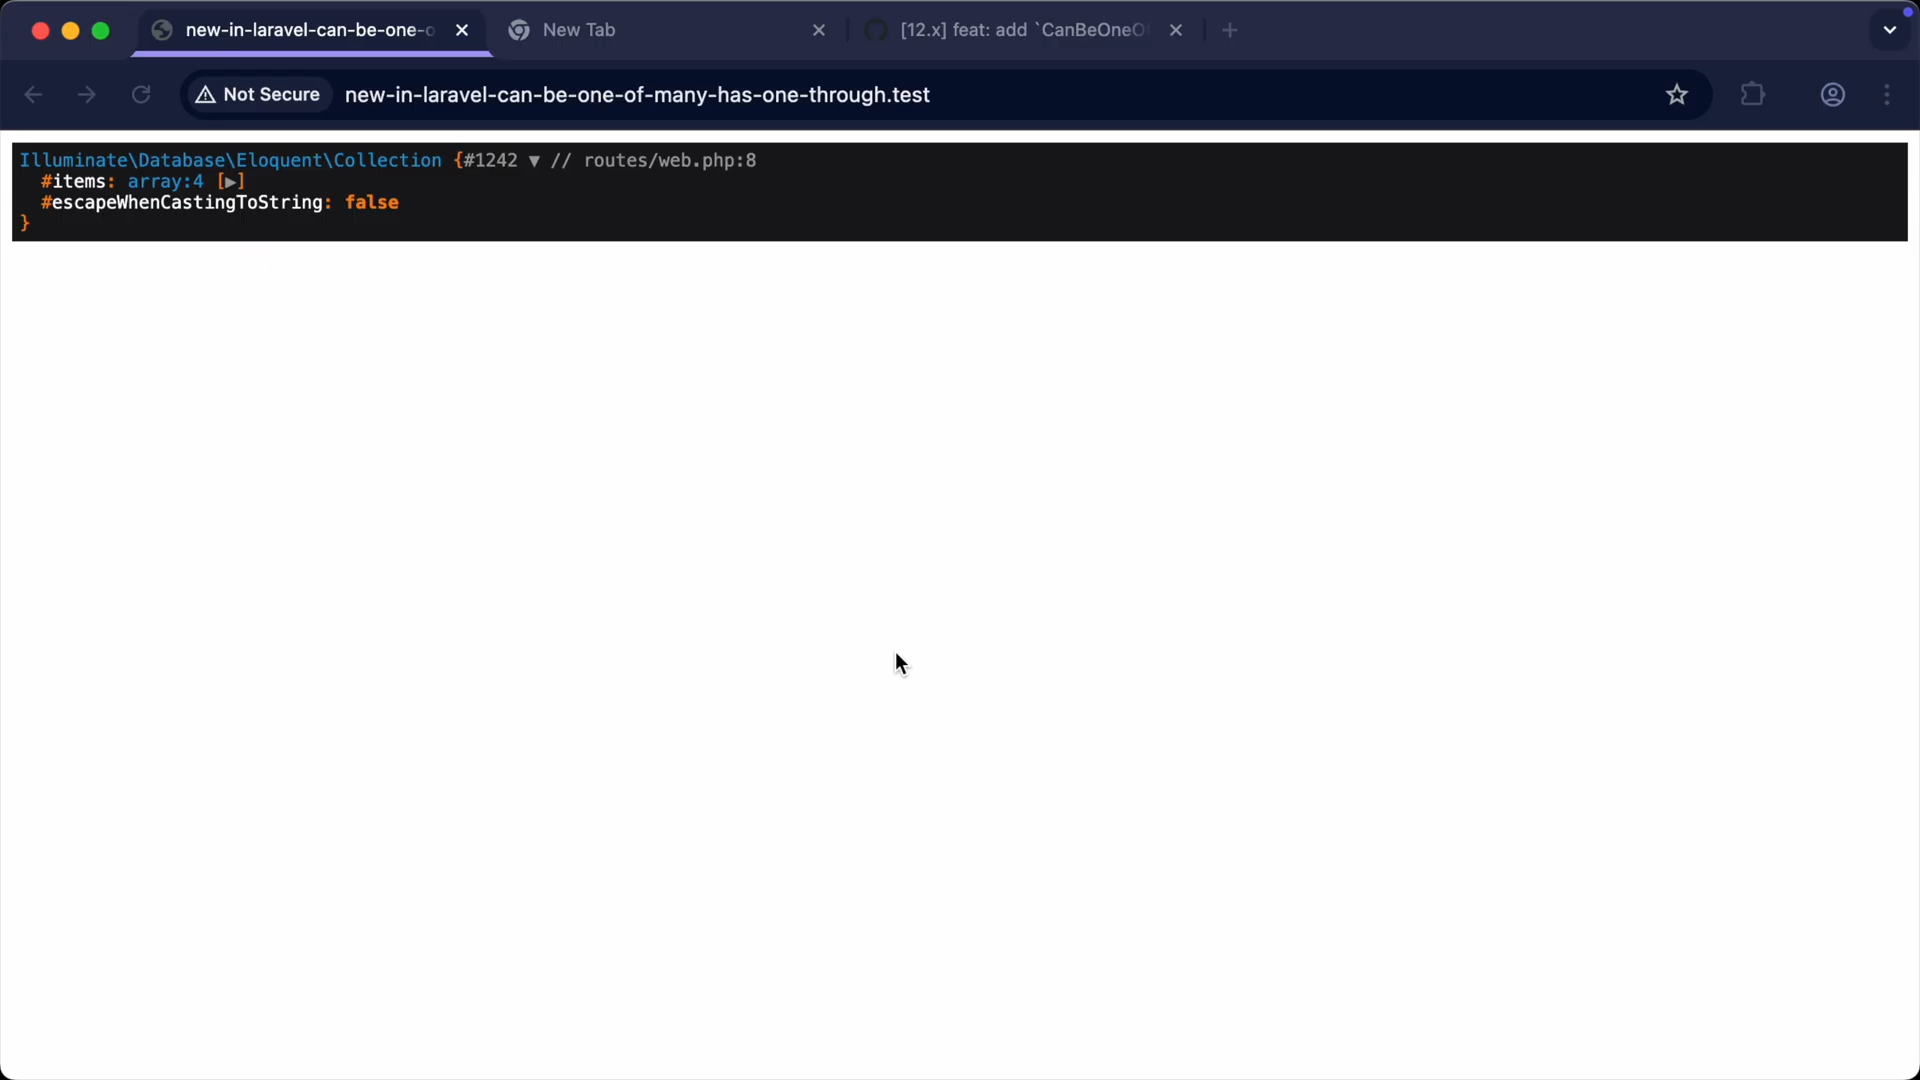 new-in-laravel-can-be-one-o
New Tab
[12.x] feat: add `CanBeOneO
Not Secure
new-in-laravel-can-be-one-of-many-has-one-through.test
Illuminate\Database\Eloquent\Collection {#1242 ▼ // routes/web.php:8
#items: array:4 [▶]
#escapeWhenCastingToString: false
}